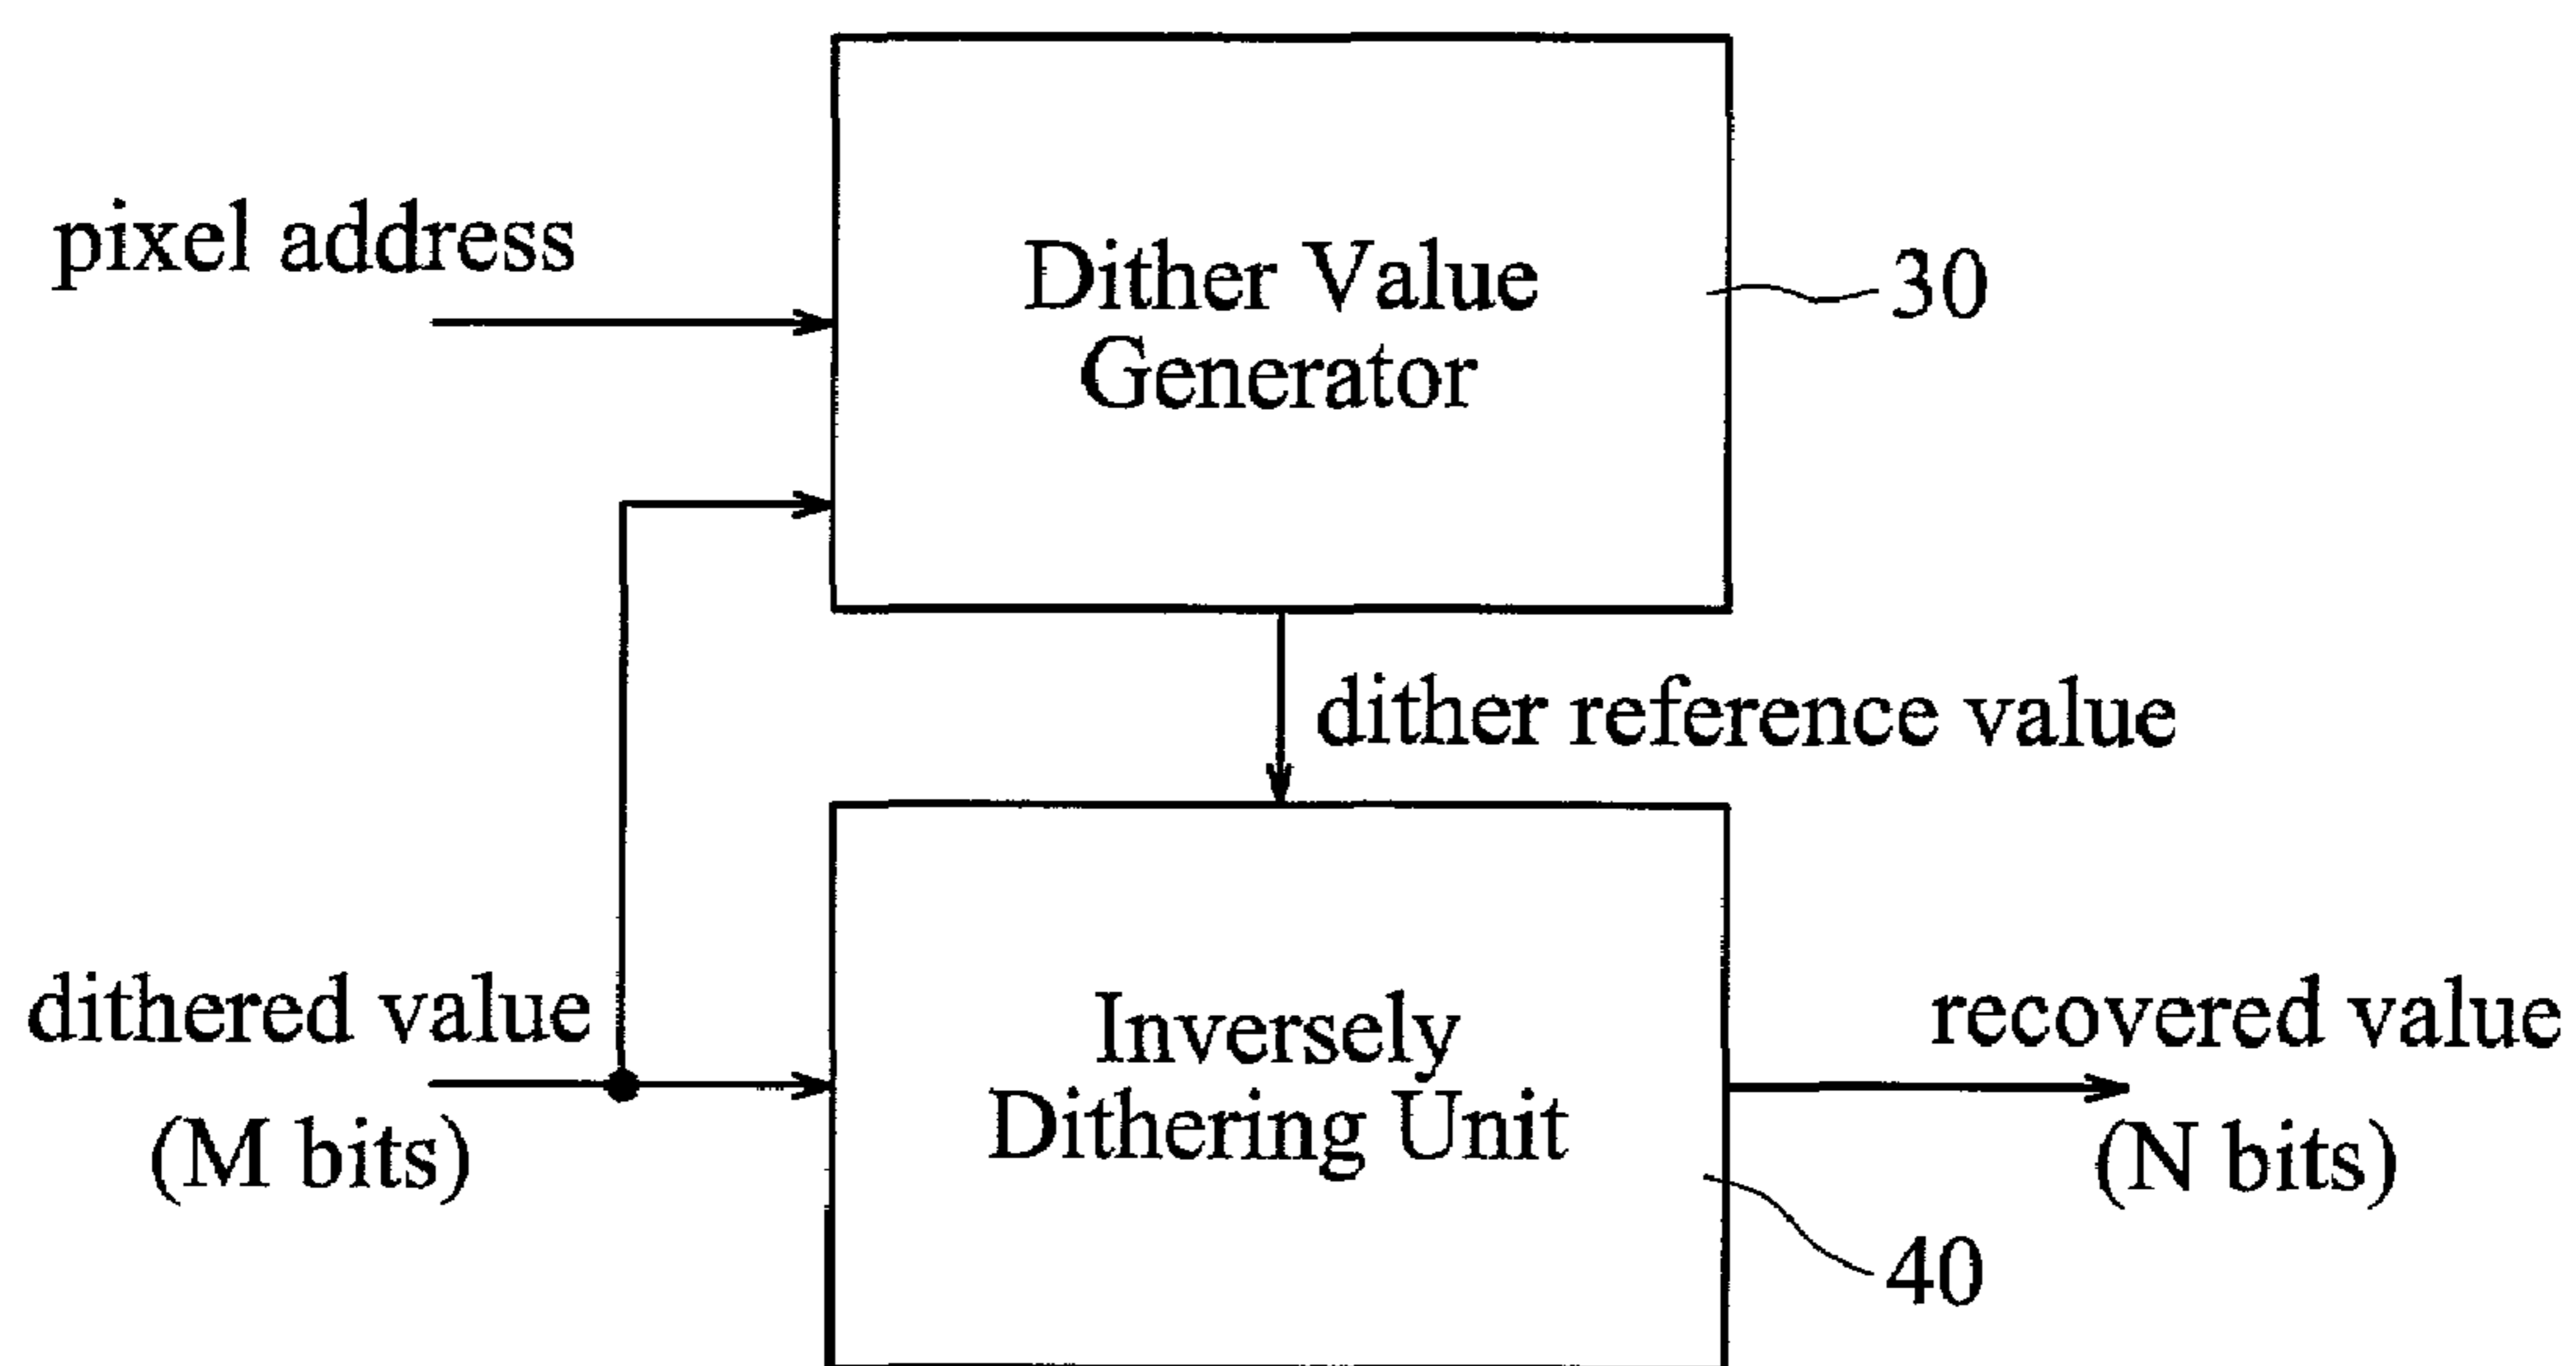 pixel address
Dither Value
Generator
30
dither reference value
dithered value
(M bits)
Inversely
Dithering Unit
recovered value
(N bits)
40